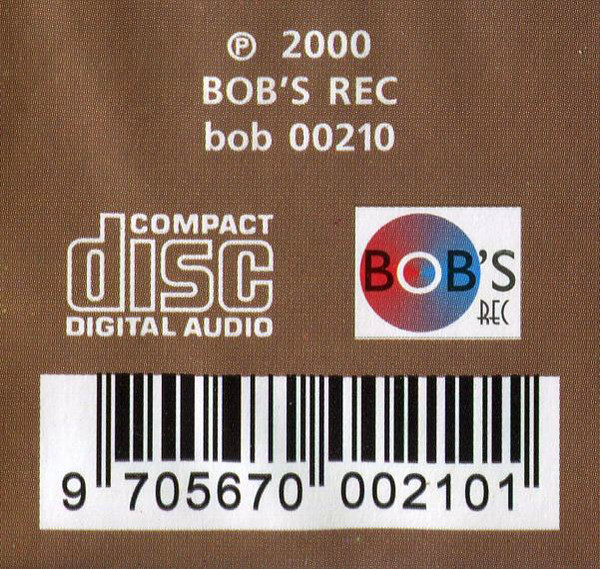 ℗ 2000
BOB'S REC
bob 00210
COMPACT
disc
DIGITAL AUDIO
BOB'S
REC
9 705670 002101